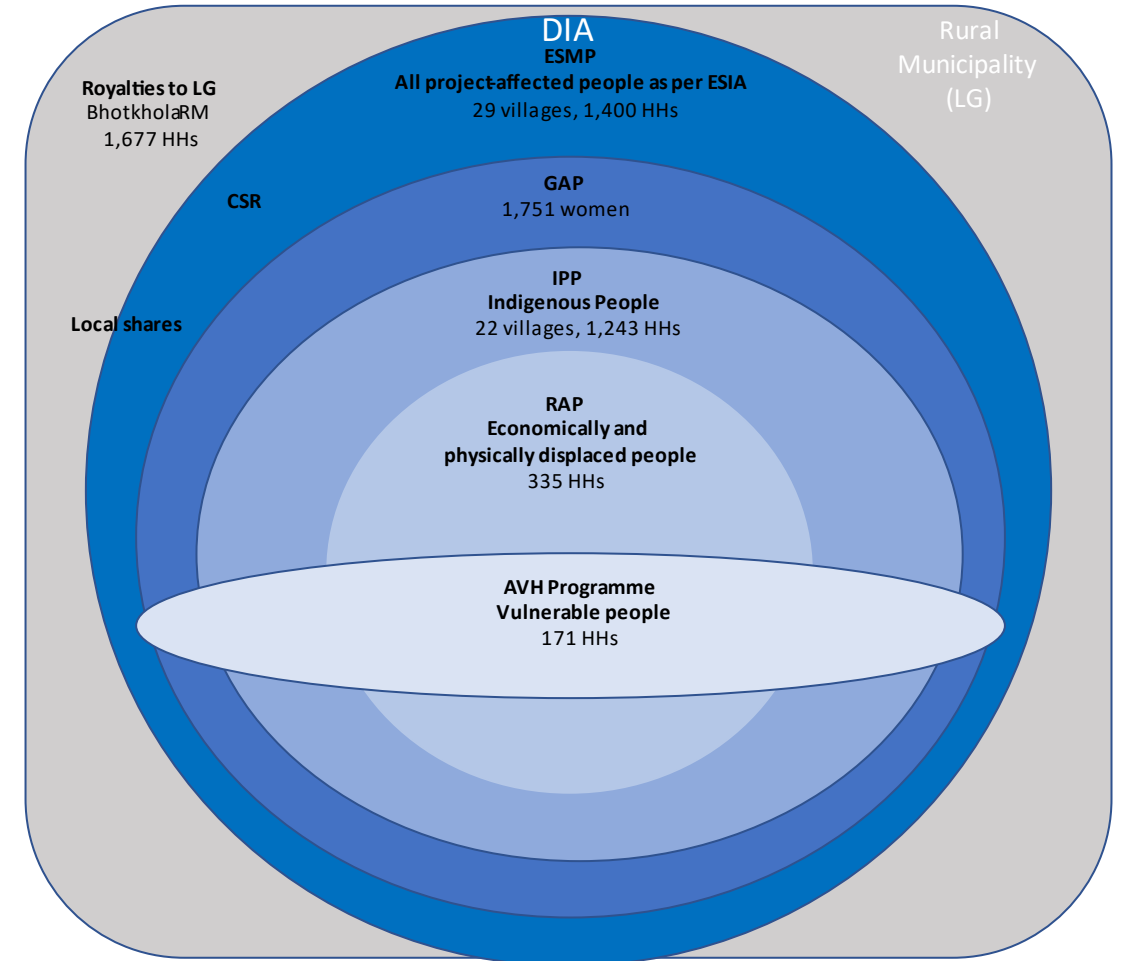 DIA
ESMP
All project-affected people as per ESIA
29 villages, 1,400 HHs
Rural
Municipality
(LG)
Royalties to LG
BhotkholaRM
1,677 HHs
CSR
GAP
1,751 women
Local shares
IPP
Indigenous People
22 villages, 1,243 HHs
RAP
Economically and
physically displaced people
335 HHs
AVH Programme
Vulnerable people
171 HHs